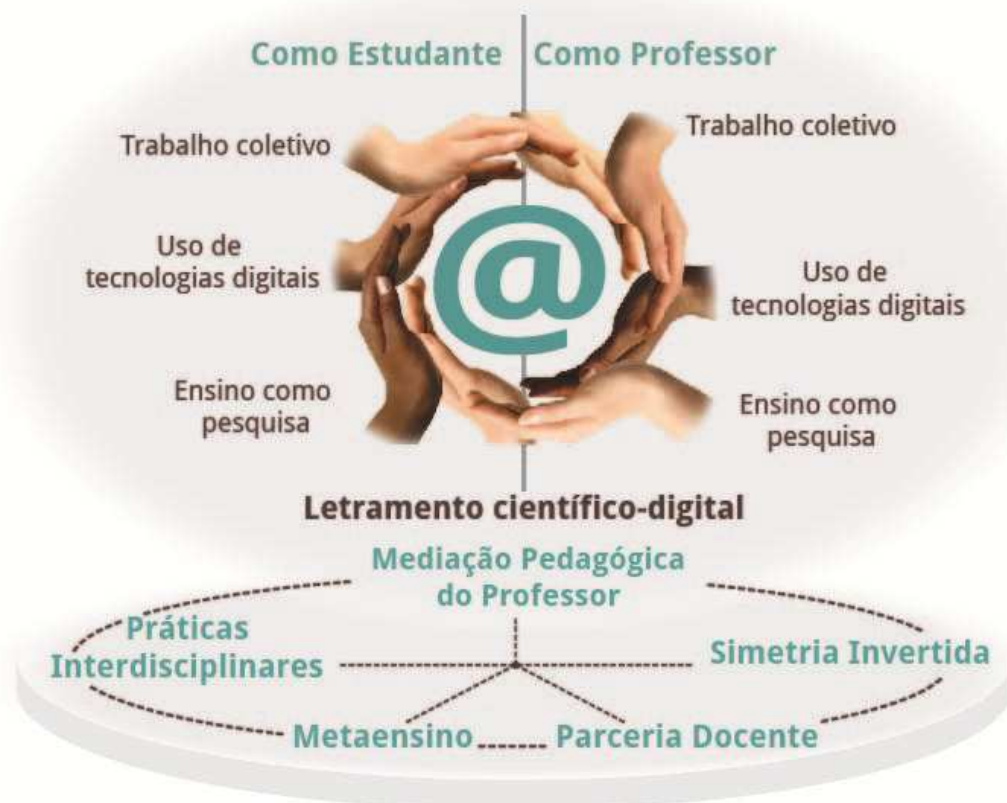 Como Estudante
Como Professor
Trabalho coletivo
Trabalho coletivo
@
Uso de
tecnologias digitais
Uso de
tecnologias digitais
Ensino como
pesquisa
Ensino como
pesquisa
Letramento científico-digital
Mediação Pedagógica
do Professor
Práticas
Interdisciplinares
Simetria Invertida
Metaensino
Parceria Docente